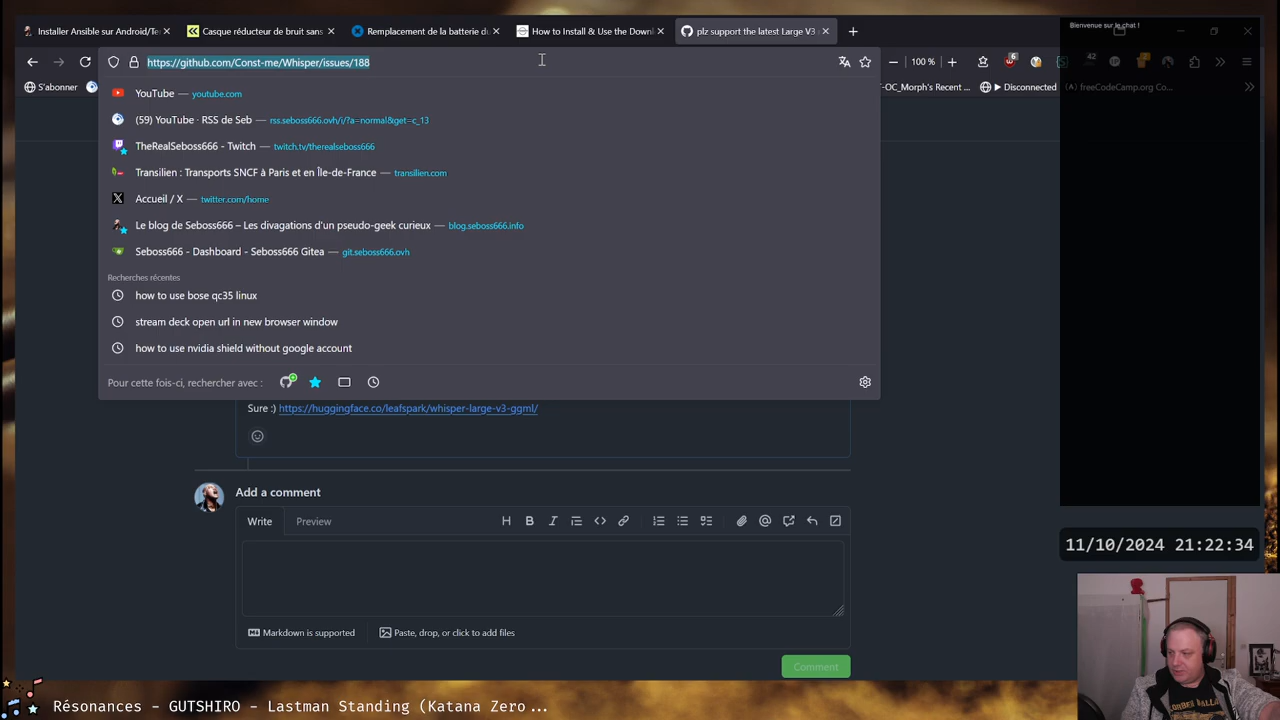 Installer Ansible sur Android/Te
Casque réducteur de bruit sans
Remplacement de la batterie du
How to Install & Use the Downl
plz support the latest Large V3
https://github.com/Const-me/Whisper/issues/188
100 %
6
42
2
S'abonner
-OC_Morph's Recent ...
Disconnected
freeCodeCamp.org Co...
Bienvenue sur le chat !
YouTube — youtube.com
(59) YouTube · RSS de Seb — rss.seboss666.ovh/i/?a=normal&get=c_13
TheRealSeboss666 - Twitch — twitch.tv/therealseboss666
Transilien : Transports SNCF à Paris et en Île-de-France — transilien.com
Accueil / X — twitter.com/home
Le blog de Seboss666 – Les divagations d'un pseudo-geek curieux — blog.seboss666.info
Seboss666 - Dashboard - Seboss666 Gitea — git.seboss666.ovh
Recherches récentes
how to use bose qc35 linux
stream deck open url in new browser window
how to use nvidia shield without google account
Pour cette fois-ci, rechercher avec :
Sure :) https://huggingface.co/leafspark/whisper-large-v3-ggml/
Add a comment
Write
Preview
Markdown is supported
Paste, drop, or click to add files
Comment
11/10/2024 21:22:34
Résonances - GUTSHIRO - Lastman Standing (Katana Zero...